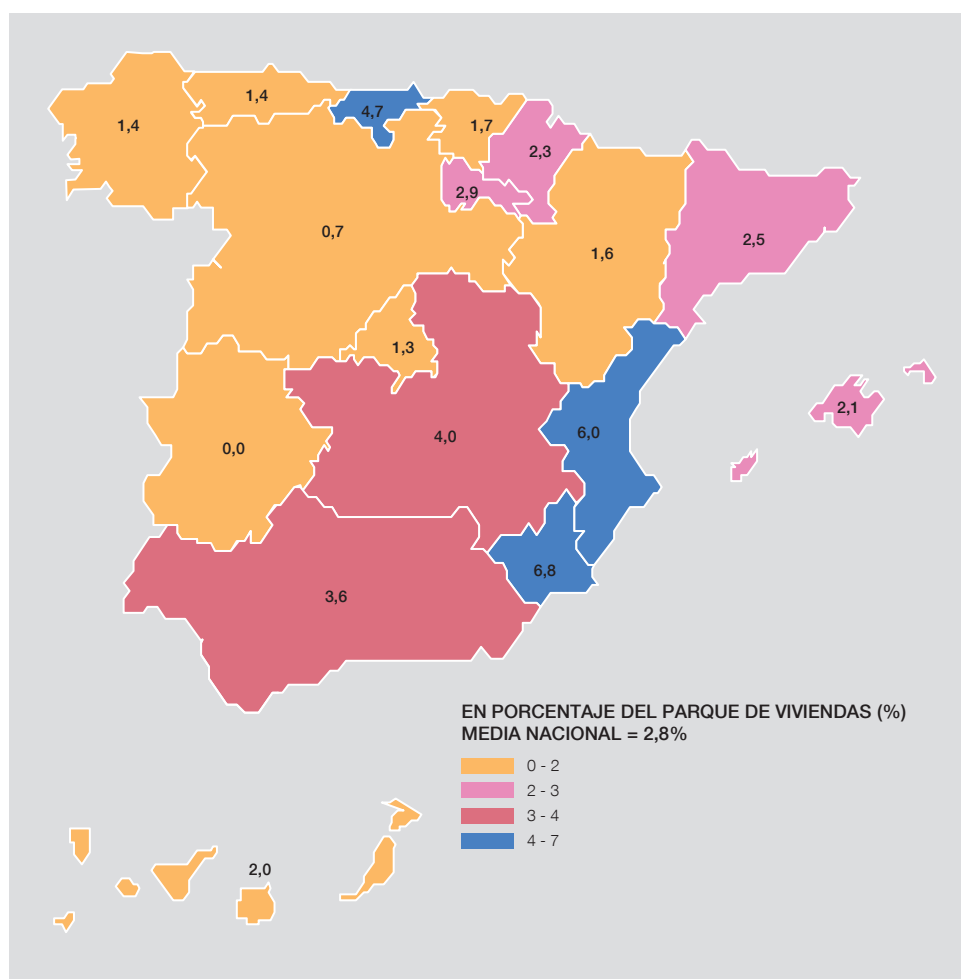 1,4
1,4
4,7
1,7
2,3
2,9
0,7
1,6
2,5
1,3
2,1
0,0
4,0
6,0
6,8
3,6
EN PORCENTAJE DEL PARQUE DE VIVIENDAS (%)
MEDIA NACIONAL = 2,8%
0 - 2
2 - 3
3 - 4
4 - 7
2,0